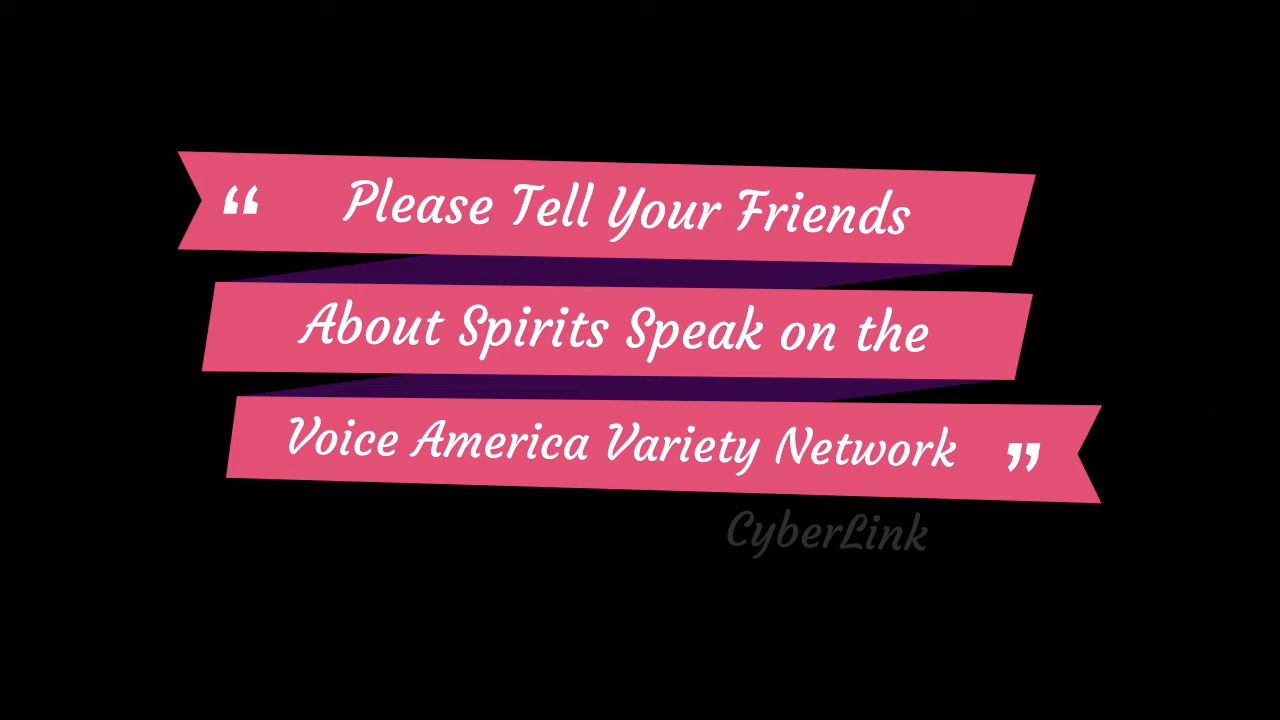 “ Please Tell Your Friends
About Spirits Speak on the
Voice America Variety Network ”
CyberLink